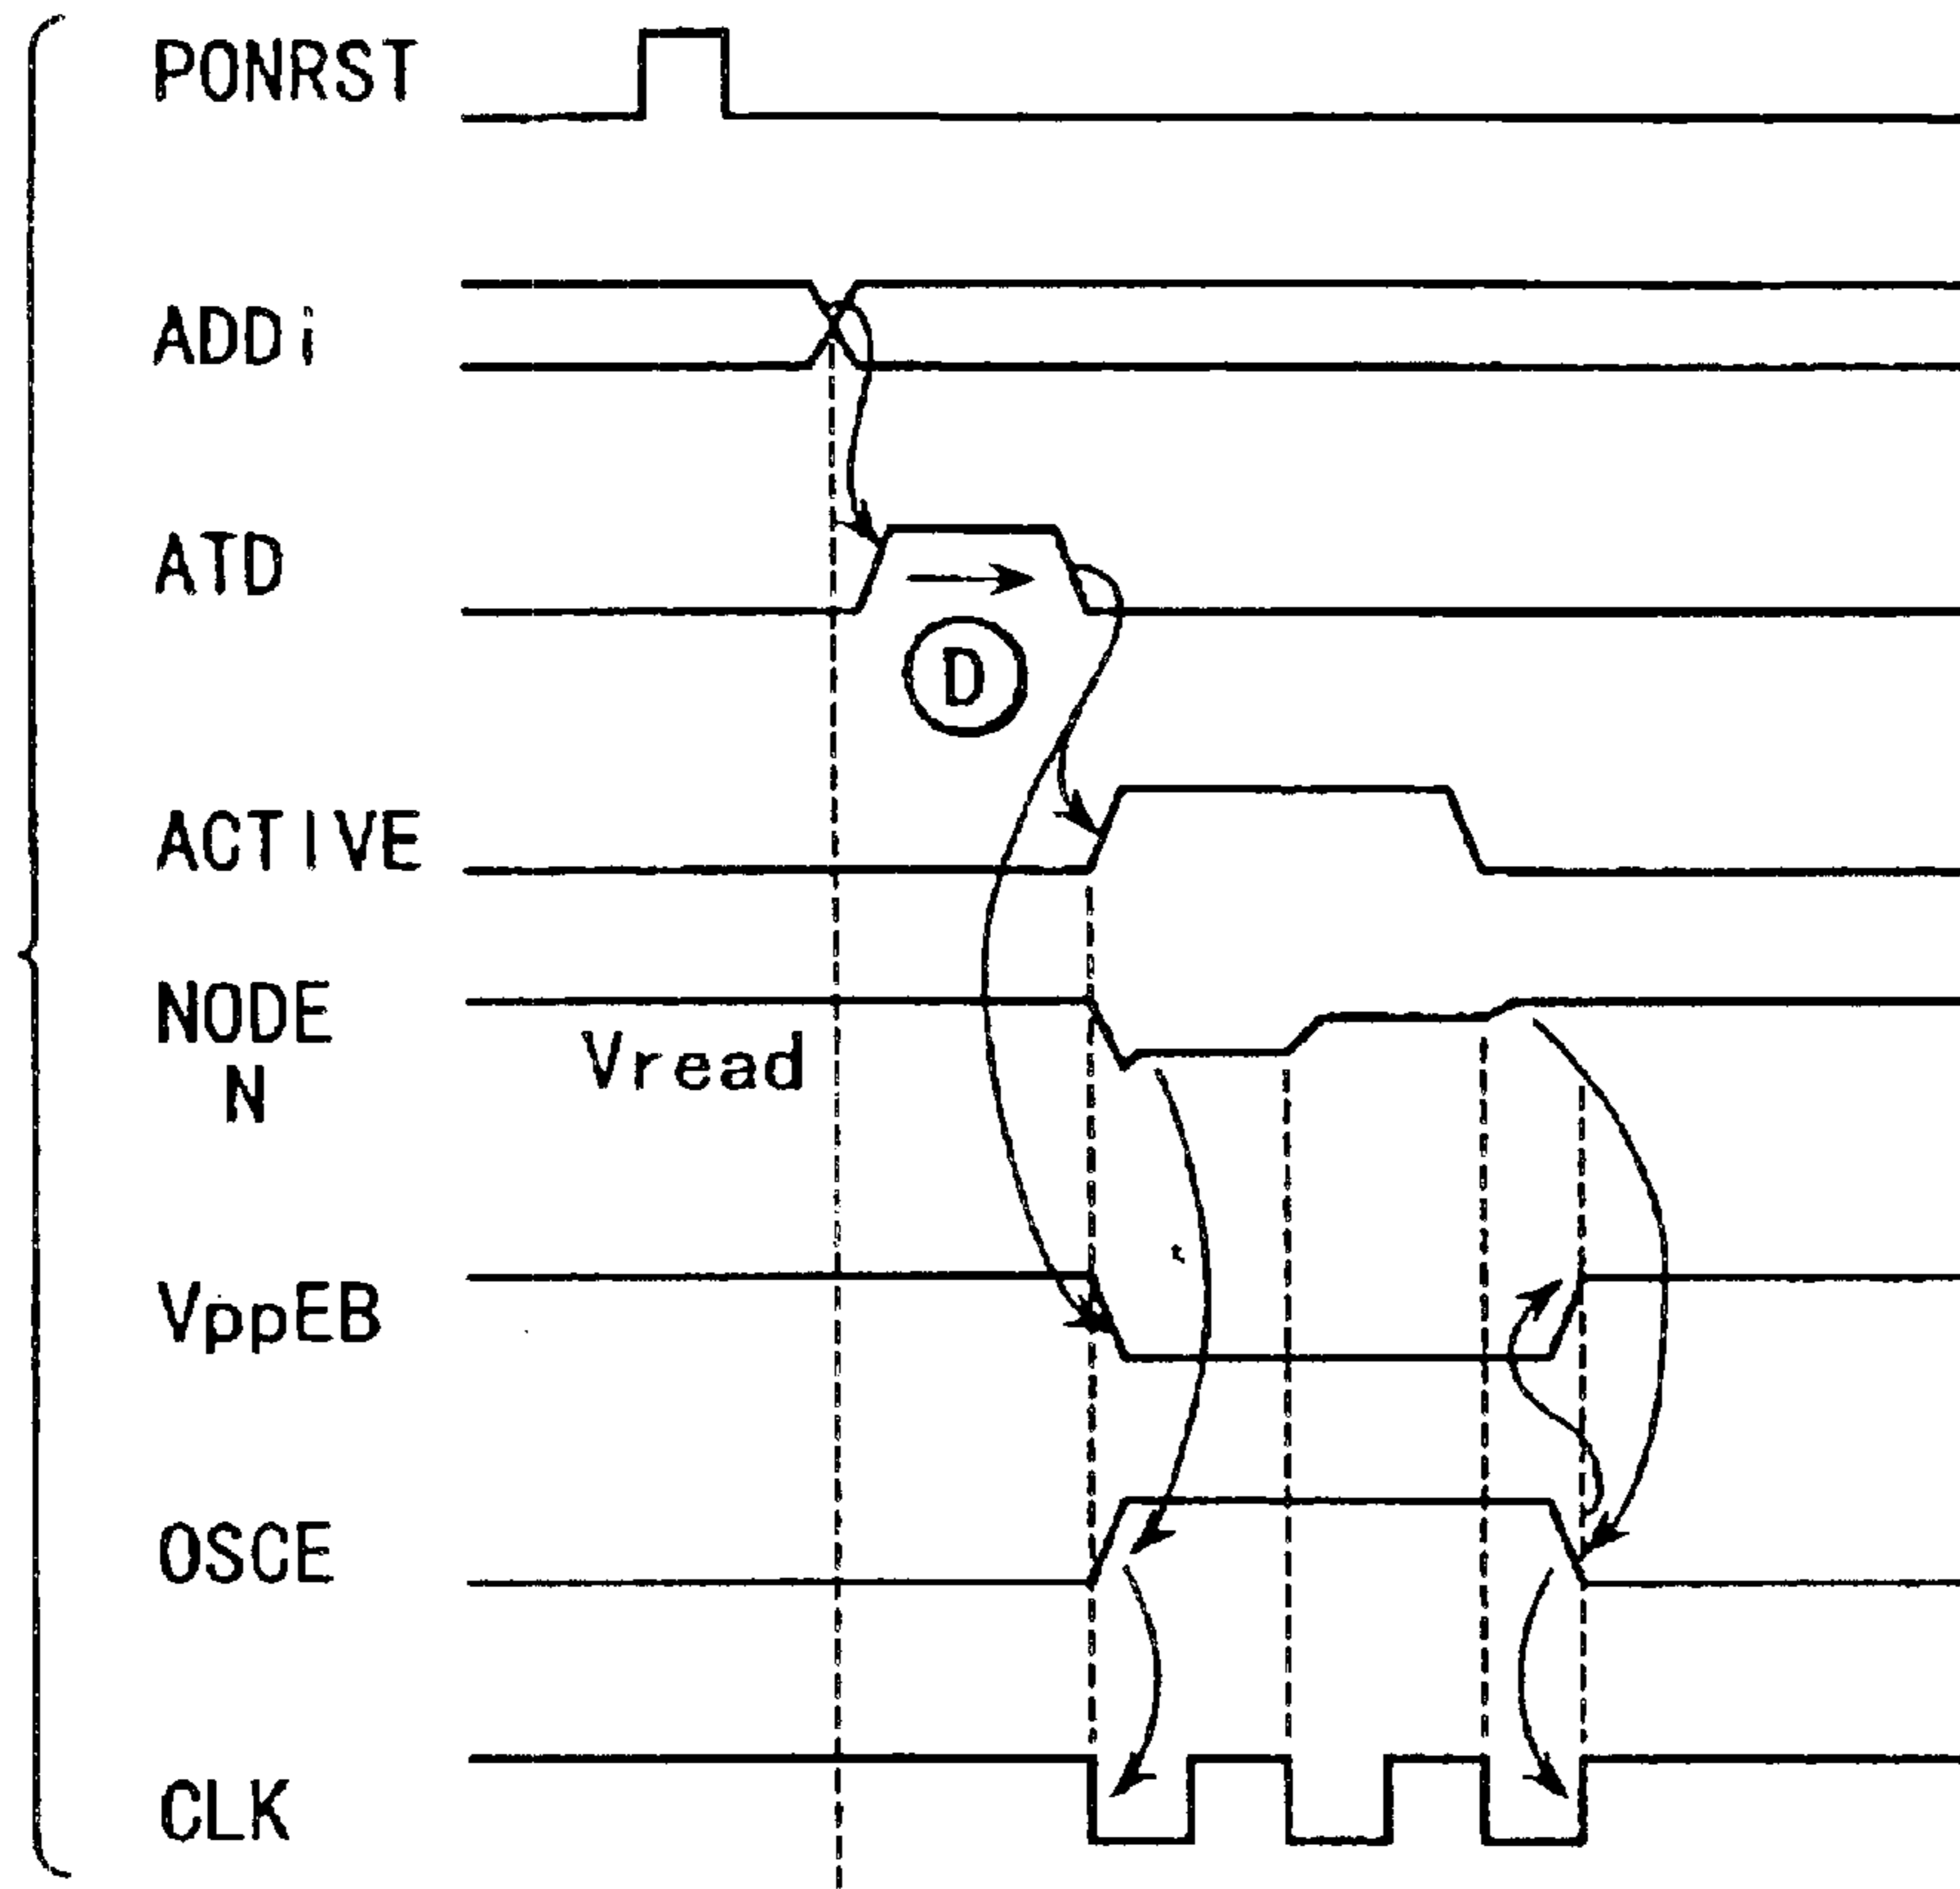 PONRST
ADDi
ATD
D
ACTIVE
NODE
N
Vread
VppEB
OSCE
CLK